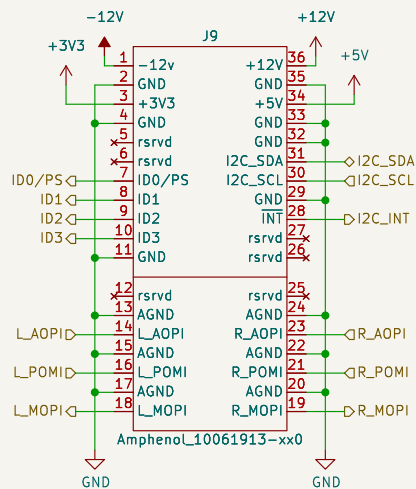 -12V +12V
J9
+3V3 +5V
1 -12v +12V 36
2 GND GND 35
3 +3V3 +5V 34
4 GND GND 33
5 rsrvd GND 32
6 rsrvd I2C_SDA 31 I2C_SDA
ID0/PS 7 ID0/PS I2C_SCL 30 I2C_SCL
ID1 8 ID1 GND 29
ID2 9 ID2 INT 28 I2C_INT
ID3 10 ID3 rsrvd 27
11 GND rsrvd 26
12 rsrvd rsrvd 25
13 AGND AGND 24
L_AOPI 14 L_AOPI R_AOPI 23 R_AOPI
15 AGND AGND 22
L_POMI 16 L_POMI R_POMI 21 R_POMI
17 AGND AGND 20
L_MOPI 18 L_MOPI R_MOPI 19 R_MOPI
Amphenol_10061913-xx0
GND GND